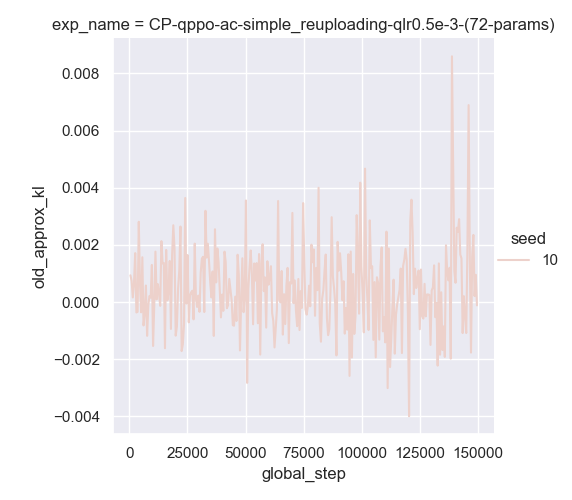 exp_name = CP-qppo-ac-simple_reuploading-qlr0.5e-3-(72-params)
old_approx_kl
0.008
0.006
0.004
0.002
0.000
−0.002
−0.004
0 25000 50000 75000 100000 125000 150000
global_step
seed
10